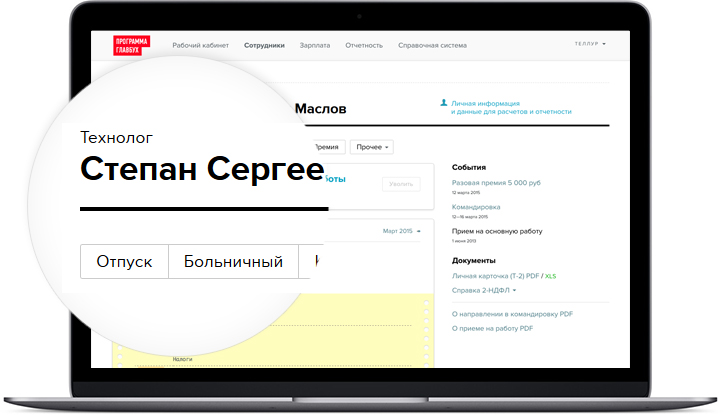 ПРОГРАММА
ГЛАВБУХ
Рабочий кабинет Сотрудники Зарплата Отчетность Справочная система
ТЕЛЛУР
Маслов
Личная информация
и данные для расчетов и отчетности
Технолог
Степан Сергее
Премия
Прочее
Отпуск
Больничный
боты
Уволить
Март 2015
Налоги
События
Разовая премия 5 000 руб
12 марта 2015
Командировка
12—16 марта 2015
Прием на основную работу
1 июня 2013
Документы
Личная карточка (Т-2) PDF / XLS
Справка 2-НДФЛ
О направлении в командировку PDF
О приеме на работу PDF